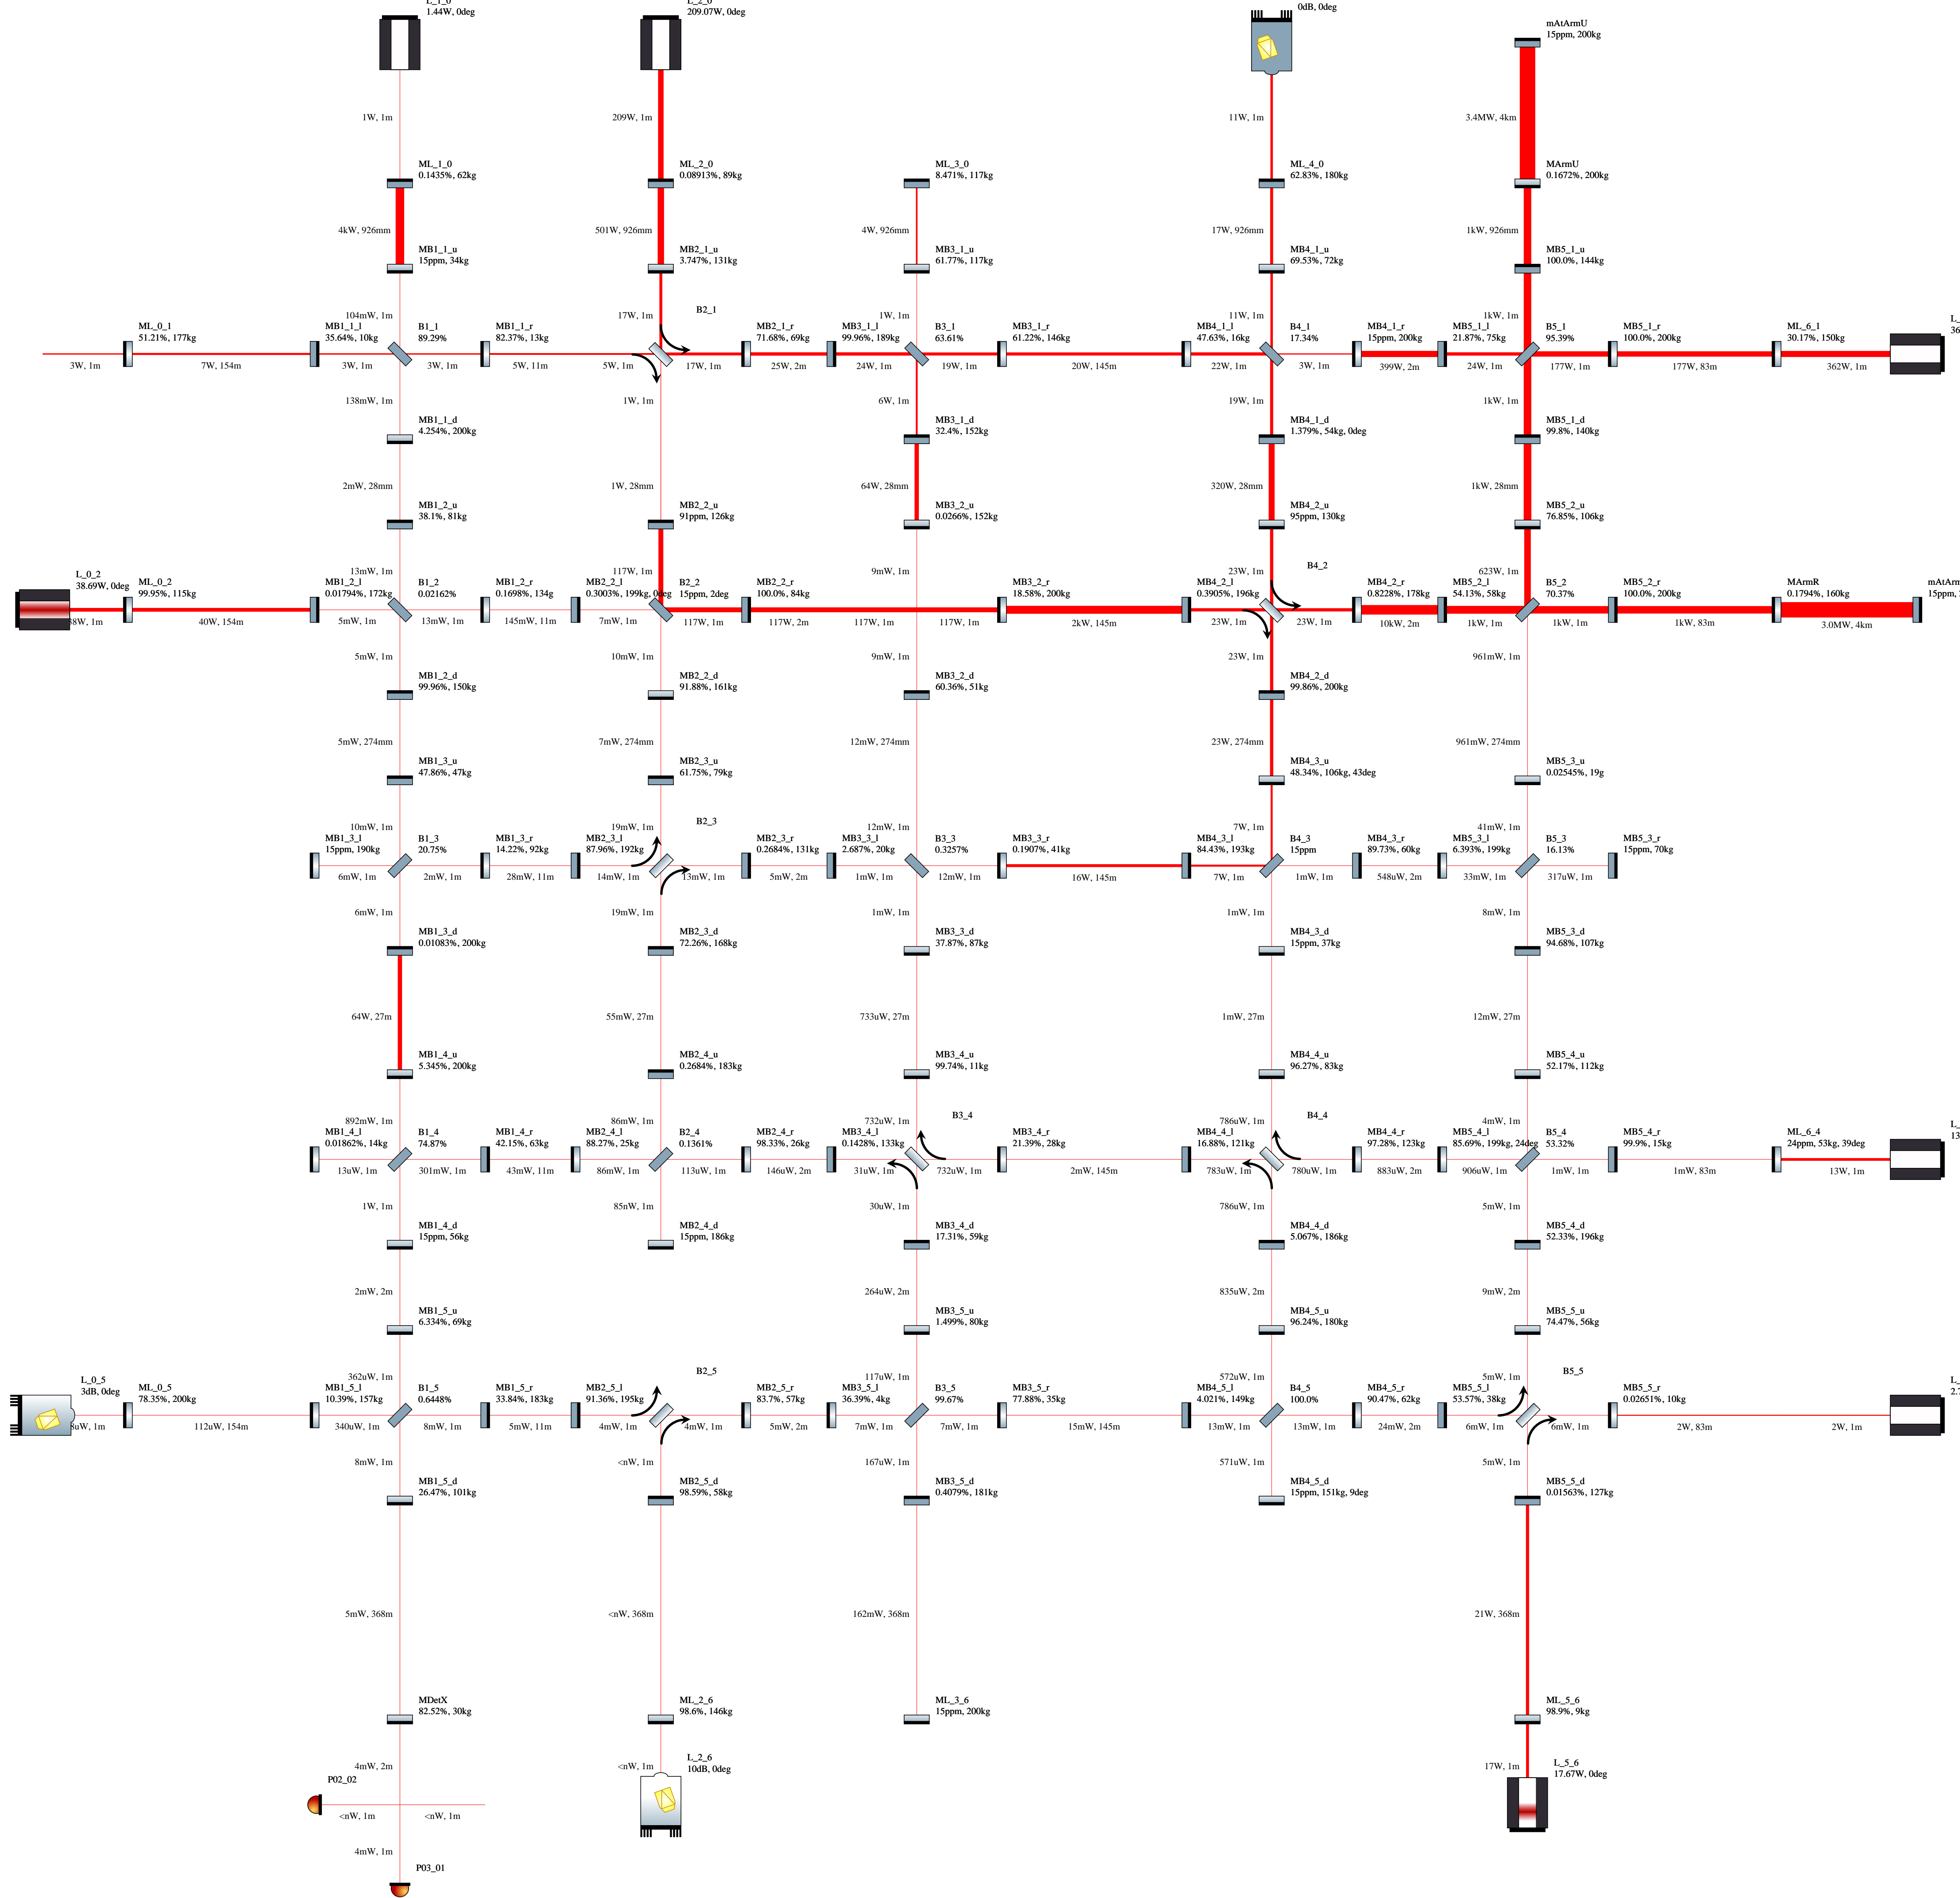 L_1_0
1.44W, 0deg
L_2_0
209.07W, 0deg
0dB, 0deg
mAtArmU
15ppm, 200kg
1W, 1m
209W, 1m
11W, 1m
3.4MW, 4km
ML_1_0
0.1435%, 62kg
ML_2_0
0.08913%, 89kg
ML_3_0
8.471%, 117kg
ML_4_0
62.83%, 180kg
MArmU
0.1672%, 200kg
4kW, 926mm
501W, 926mm
4W, 926mm
17W, 926mm
1kW, 926mm
MB1_1_u
15ppm, 34kg
MB2_1_u
3.747%, 131kg
MB3_1_u
61.77%, 117kg
MB4_1_u
69.53%, 72kg
MB5_1_u
100.0%, 144kg
104mW, 1m
17W, 1m
B2_1
1W, 1m
11W, 1m
1kW, 1m
ML_0_1
51.21%, 177kg
MB1_1_l
35.64%, 10kg
B1_1
89.29%
MB1_1_r
82.37%, 13kg
MB2_1_r
71.68%, 69kg
MB3_1_l
99.96%, 189kg
B3_1
63.61%
MB3_1_r
61.22%, 146kg
MB4_1_l
47.63%, 16kg
B4_1
17.34%
MB4_1_r
15ppm, 200kg
MB5_1_l
21.87%, 75kg
B5_1
95.39%
MB5_1_r
100.0%, 200kg
ML_6_1
30.17%, 150kg
L_
36
3W, 1m
7W, 154m
3W, 1m
3W, 1m
5W, 11m
5W, 1m
17W, 1m
25W, 2m
24W, 1m
19W, 1m
20W, 145m
22W, 1m
3W, 1m
399W, 2m
24W, 1m
177W, 1m
177W, 83m
362W, 1m
138mW, 1m
1W, 1m
6W, 1m
19W, 1m
1kW, 1m
MB1_1_d
4.254%, 200kg
MB3_1_d
32.4%, 152kg
MB4_1_d
1.379%, 54kg, 0deg
MB5_1_d
99.8%, 140kg
2mW, 28mm
1W, 28mm
64W, 28mm
320W, 28mm
1kW, 28mm
MB1_2_u
38.1%, 81kg
MB2_2_u
91ppm, 126kg
MB3_2_u
0.0266%, 152kg
MB4_2_u
95ppm, 130kg
MB5_2_u
76.85%, 106kg
13mW, 1m
117W, 1m
9mW, 1m
23W, 1m
B4_2
623W, 1m
L_0_2
38.69W, 0deg
ML_0_2
99.95%, 115kg
MB1_2_l
0.01794%, 172kg
B1_2
0.02162%
MB1_2_r
0.1698%, 134g
MB2_2_l
0.3003%, 199kg, 0deg
B2_2
15ppm, 2deg
MB2_2_r
100.0%, 84kg
MB3_2_r
18.58%, 200kg
MB4_2_l
0.3905%, 196kg
MB4_2_r
0.8228%, 178kg
MB5_2_l
54.13%, 58kg
B5_2
70.37%
MB5_2_r
100.0%, 200kg
MArmR
0.1794%, 160kg
mAtArm
15ppm,
38W, 1m
40W, 154m
5mW, 1m
13mW, 1m
145mW, 11m
7mW, 1m
117W, 1m
117W, 2m
117W, 1m
117W, 1m
2kW, 145m
23W, 1m
23W, 1m
10kW, 2m
1kW, 1m
1kW, 1m
1kW, 83m
3.0MW, 4km
5mW, 1m
10mW, 1m
9mW, 1m
23W, 1m
961mW, 1m
MB1_2_d
99.96%, 150kg
MB2_2_d
91.88%, 161kg
MB3_2_d
60.36%, 51kg
MB4_2_d
99.86%, 200kg
5mW, 274mm
7mW, 274mm
12mW, 274mm
23W, 274mm
961mW, 274mm
MB1_3_u
47.86%, 47kg
MB2_3_u
61.75%, 79kg
MB4_3_u
48.34%, 106kg, 43deg
MB5_3_u
0.02545%, 19g
10mW, 1m
19mW, 1m
B2_3
12mW, 1m
7W, 1m
41mW, 1m
MB1_3_l
15ppm, 190kg
B1_3
20.75%
MB1_3_r
14.22%, 92kg
MB2_3_l
87.96%, 192kg
MB2_3_r
0.2684%, 131kg
MB3_3_l
2.687%, 20kg
B3_3
0.3257%
MB3_3_r
0.1907%, 41kg
MB4_3_l
84.43%, 193kg
B4_3
15ppm
MB4_3_r
89.73%, 60kg
MB5_3_l
6.393%, 199kg
B5_3
16.13%
MB5_3_r
15ppm, 70kg
6mW, 1m
2mW, 1m
28mW, 11m
14mW, 1m
13mW, 1m
5mW, 2m
1mW, 1m
12mW, 1m
16W, 145m
7W, 1m
1mW, 1m
548uW, 2m
33mW, 1m
317uW, 1m
6mW, 1m
19mW, 1m
1mW, 1m
1mW, 1m
8mW, 1m
MB1_3_d
0.01083%, 200kg
MB2_3_d
72.26%, 168kg
MB3_3_d
37.87%, 87kg
MB4_3_d
15ppm, 37kg
MB5_3_d
94.68%, 107kg
64W, 27m
55mW, 27m
733uW, 27m
1mW, 27m
12mW, 27m
MB1_4_u
5.345%, 200kg
MB2_4_u
0.2684%, 183kg
MB3_4_u
99.74%, 11kg
MB4_4_u
96.27%, 83kg
MB5_4_u
52.17%, 112kg
892mW, 1m
86mW, 1m
732uW, 1m
B3_4
786uW, 1m
B4_4
4mW, 1m
MB1_4_l
0.01862%, 14kg
B1_4
74.87%
MB1_4_r
42.15%, 63kg
MB2_4_l
88.27%, 25kg
B2_4
0.1361%
MB2_4_r
98.33%, 26kg
MB3_4_l
0.1428%, 133kg
MB3_4_r
21.39%, 28kg
MB4_4_l
16.88%, 121kg
MB4_4_r
97.28%, 123kg
MB5_4_l
85.69%, 199kg, 24deg
B5_4
53.32%
MB5_4_r
99.9%, 15kg
ML_6_4
24ppm, 53kg, 39deg
L_
13
13uW, 1m
301mW, 1m
43mW, 11m
86mW, 1m
113uW, 1m
146uW, 2m
31uW, 1m
732uW, 1m
2mW, 145m
783uW, 1m
780uW, 1m
883uW, 2m
906uW, 1m
1mW, 1m
1mW, 83m
13W, 1m
1W, 1m
85nW, 1m
30uW, 1m
786uW, 1m
5mW, 1m
MB1_4_d
15ppm, 56kg
MB2_4_d
15ppm, 186kg
MB3_4_d
17.31%, 59kg
MB4_4_d
5.067%, 186kg
MB5_4_d
52.33%, 196kg
2mW, 2m
264uW, 2m
835uW, 2m
9mW, 2m
MB1_5_u
6.334%, 69kg
MB3_5_u
1.499%, 80kg
MB4_5_u
96.24%, 180kg
MB5_5_u
74.47%, 56kg
362uW, 1m
B2_5
117uW, 1m
572uW, 1m
5mW, 1m
B5_5
L_0_5
3dB, 0deg
ML_0_5
78.35%, 200kg
MB1_5_l
10.39%, 157kg
B1_5
0.6448%
MB1_5_r
33.84%, 183kg
MB2_5_l
91.36%, 195kg
MB2_5_r
83.7%, 57kg
MB3_5_l
36.39%, 4kg
B3_5
99.67%
MB3_5_r
77.88%, 35kg
MB4_5_l
4.021%, 149kg
B4_5
100.0%
MB4_5_r
90.47%, 62kg
MB5_5_l
53.57%, 38kg
MB5_5_r
0.02651%, 10kg
L_
2.7
8uW, 1m
112uW, 154m
340uW, 1m
8mW, 1m
5mW, 11m
4mW, 1m
4mW, 1m
5mW, 2m
7mW, 1m
7mW, 1m
15mW, 145m
13mW, 1m
13mW, 1m
24mW, 2m
6mW, 1m
6mW, 1m
2W, 83m
2W, 1m
8mW, 1m
<nW, 1m
167uW, 1m
571uW, 1m
5mW, 1m
MB1_5_d
26.47%, 101kg
MB2_5_d
98.59%, 58kg
MB3_5_d
0.4079%, 181kg
MB4_5_d
15ppm, 151kg, 9deg
MB5_5_d
0.01563%, 127kg
5mW, 368m
<nW, 368m
162mW, 368m
21W, 368m
MDetX
82.52%, 30kg
ML_2_6
98.6%, 146kg
ML_3_6
15ppm, 200kg
ML_5_6
98.9%, 9kg
4mW, 2m
<nW, 1m
L_2_6
10dB, 0deg
17W, 1m
L_5_6
17.67W, 0deg
P02_02
<nW, 1m
<nW, 1m
4mW, 1m
P03_01